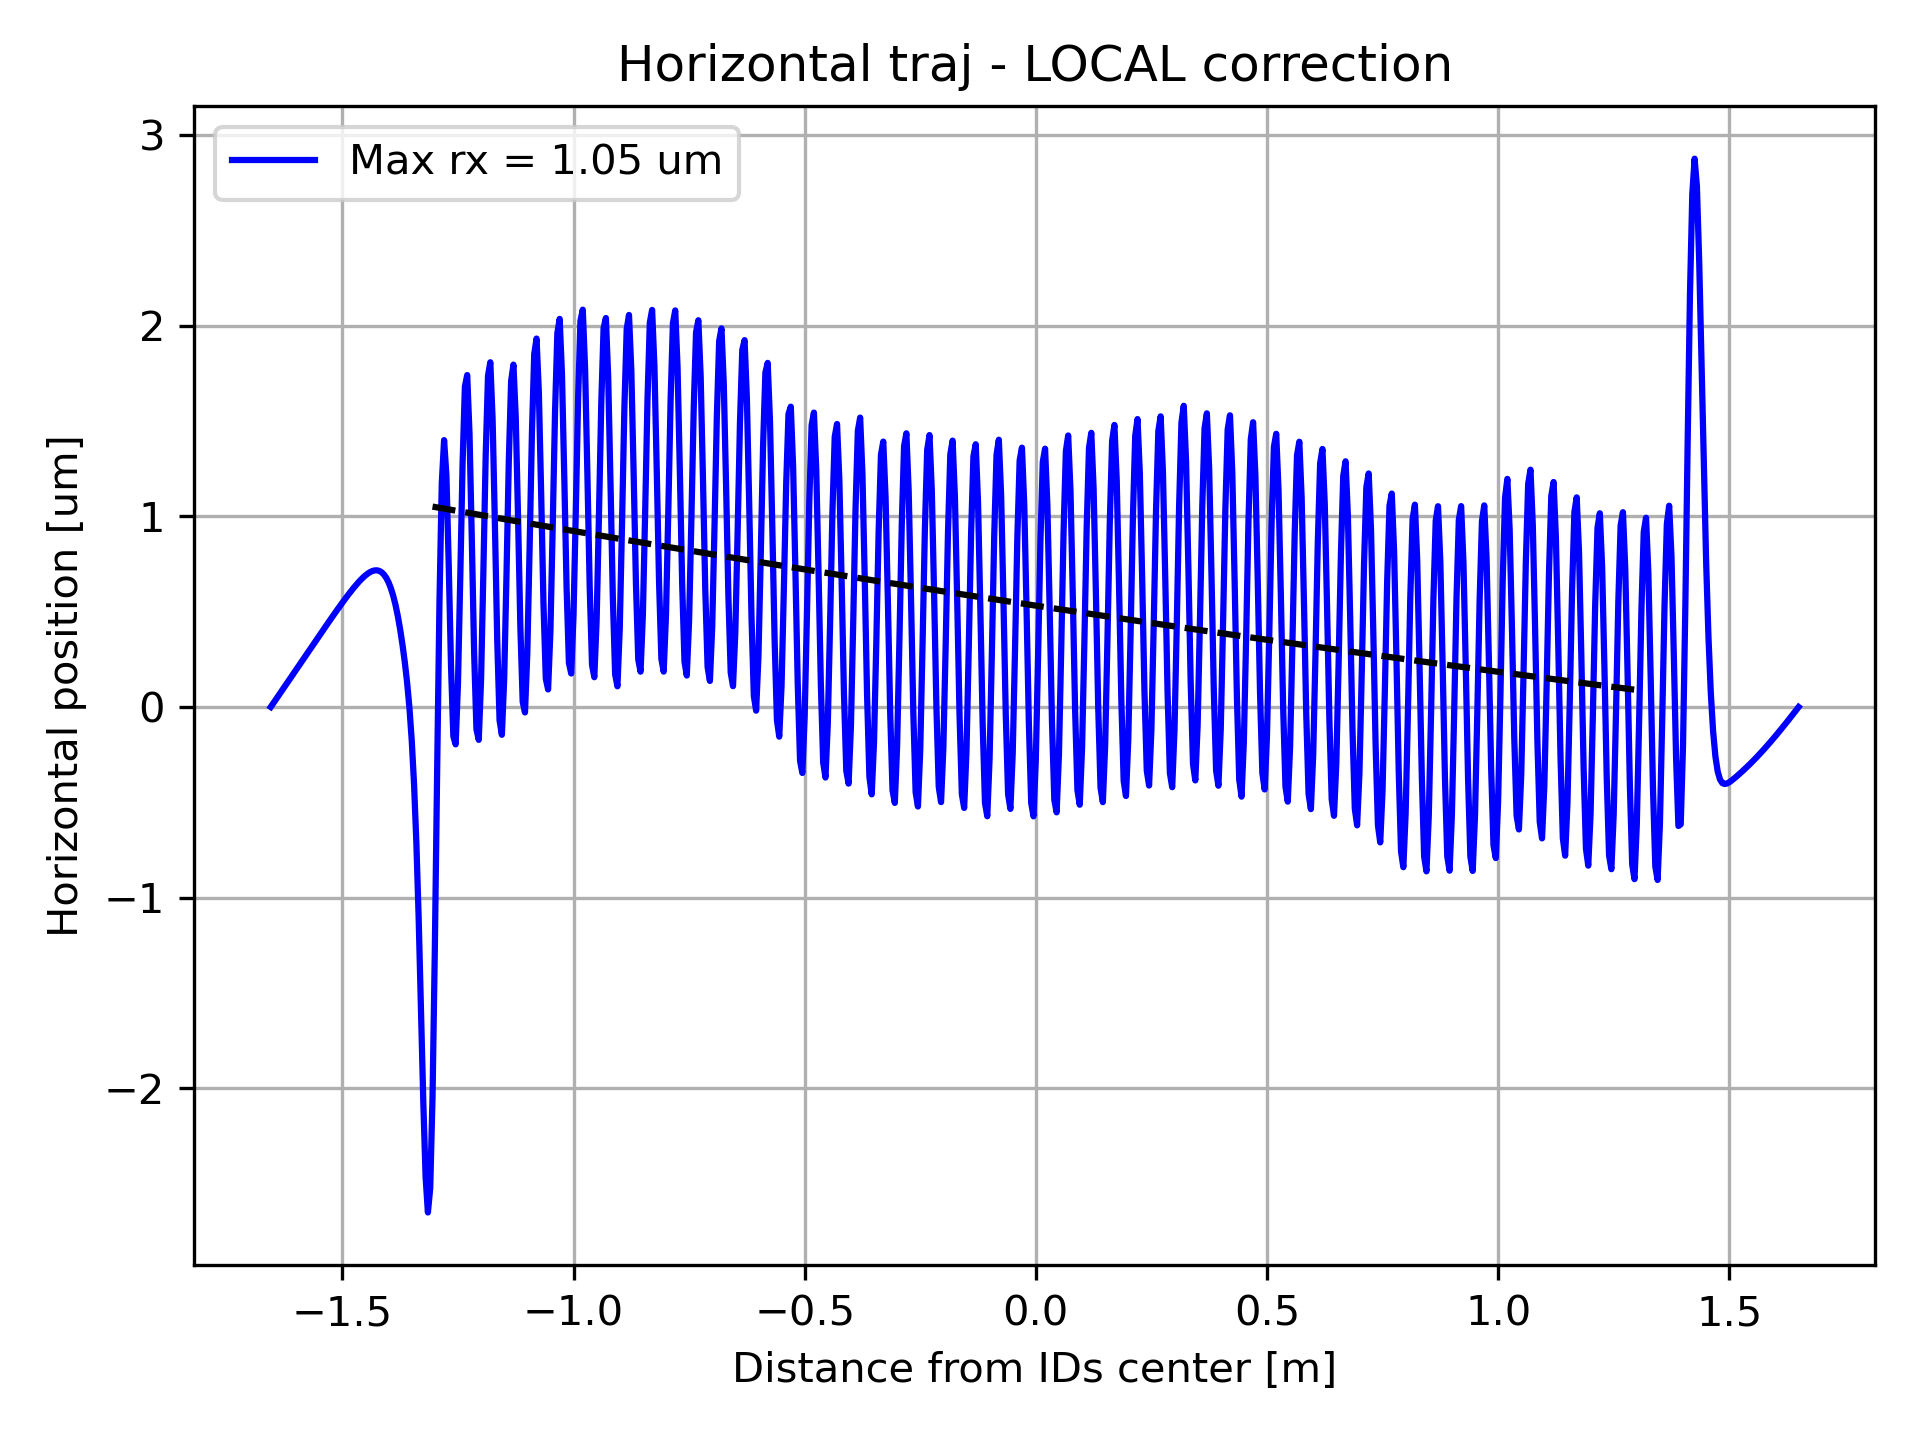 Horizontal traj - LOCAL correction
Max rx = 1.05 um
Horizontal position [um]
3
2
1
0
−1
−2
−1.5 −1.0 −0.5 0.0 0.5 1.0 1.5
Distance from IDs center [m]